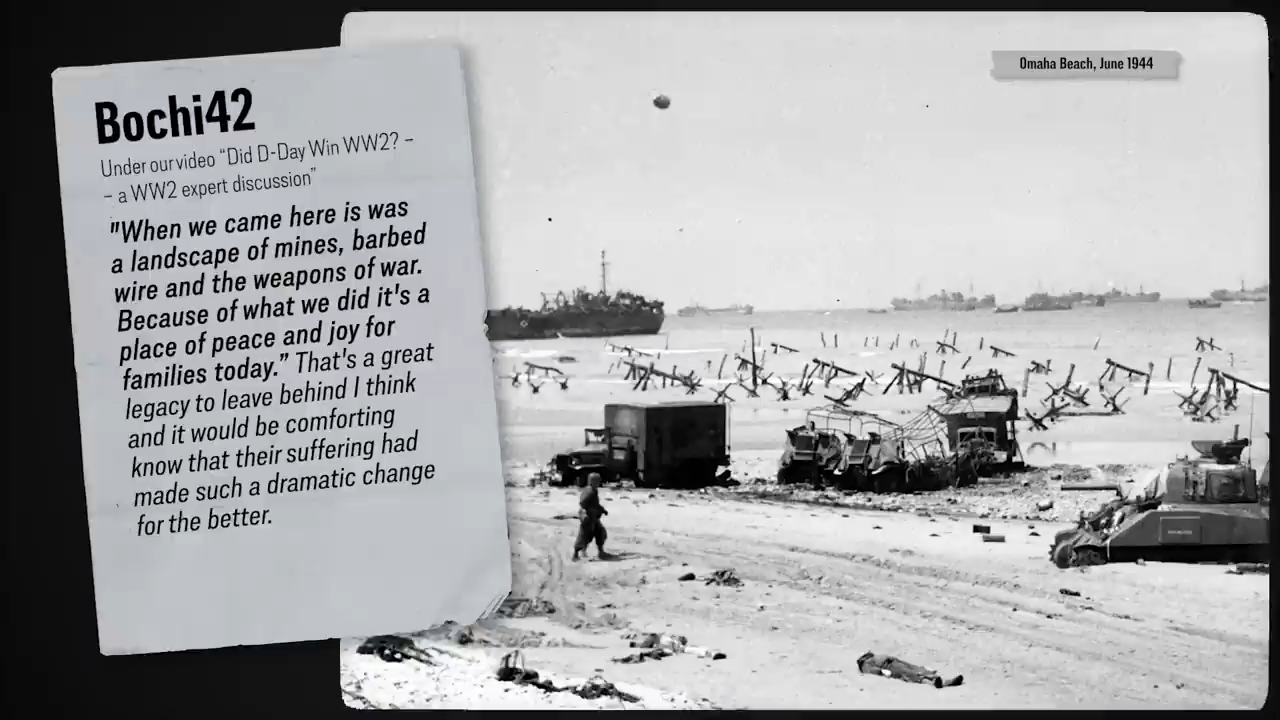 Bochi42
Under our video “Did D-Day Win WW2? –
– a WW2 expert discussion”
"When we came here is was
a landscape of mines, barbed
wire and the weapons of war.
Because of what we did it's a
place of peace and joy for
families today.” That's a great
legacy to leave behind I think
and it would be comforting
know that their suffering had
made such a dramatic change
for the better.
Omaha Beach, June 1944